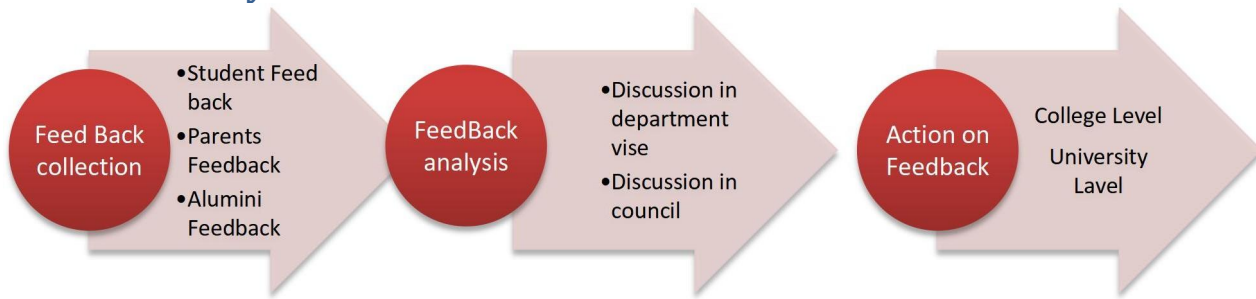 Feed Back
collection
•Student Feed
back
•Parents
Feedback
•Alumini
Feedback
FeedBack
analysis
•Discussion in
department
vise
•Discussion in
council
Action on
Feedback
College Level
University
Lavel